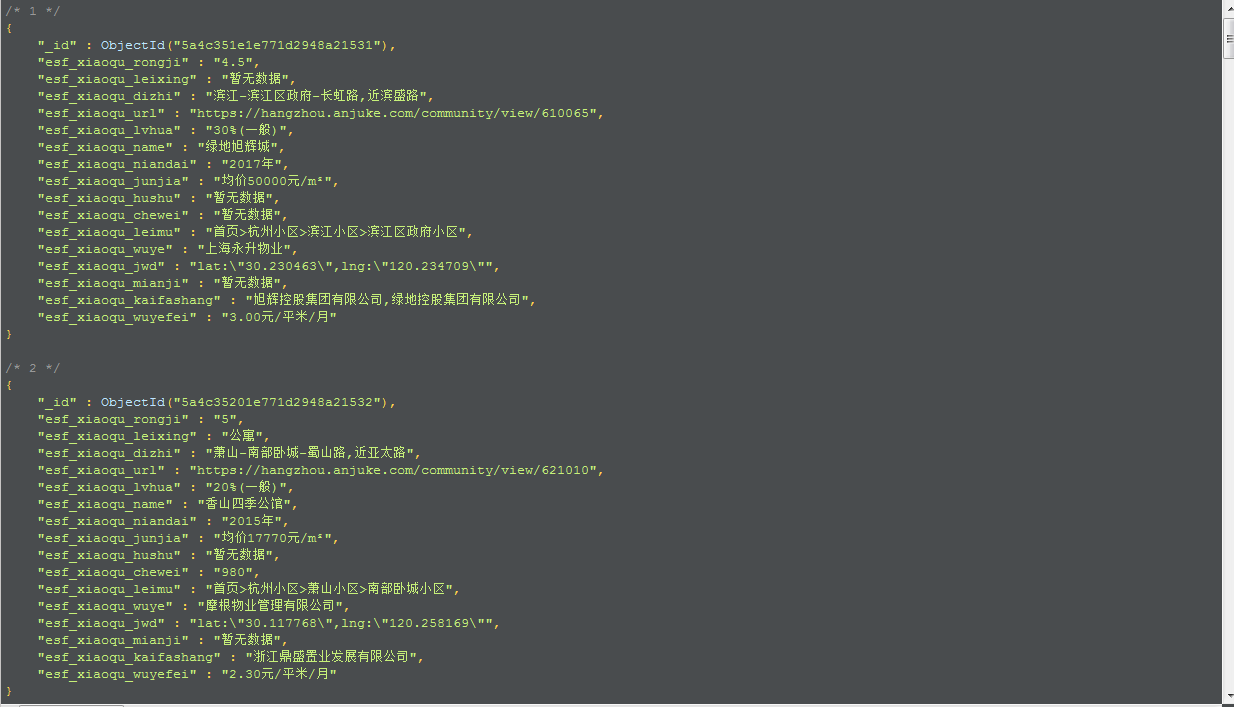 /* 1 */
{
"_id" : ObjectId("5a4c351e1e771d2948a21531"),
"esf_xiaoqu_rongji" : "4.5",
"esf_xiaoqu_leixing" : "暂无数据",
"esf_xiaoqu_dizhi" : "滨江-滨江区政府-长虹路,近滨盛路",
"esf_xiaoqu_url" : "https://hangzhou.anjuke.com/community/view/610065",
"esf_xiaoqu_lvhua" : "30%(一般)",
"esf_xiaoqu_name" : "绿地旭辉城",
"esf_xiaoqu_niandai" : "2017年",
"esf_xiaoqu_junjia" : "均价50000元/m²",
"esf_xiaoqu_hushu" : "暂无数据",
"esf_xiaoqu_chewei" : "暂无数据",
"esf_xiaoqu_leimu" : "首页>杭州小区>滨江小区>滨江区政府小区",
"esf_xiaoqu_wuye" : "上海永升物业",
"esf_xiaoqu_jwd" : "lat:\"30.230463\",lng:\"120.234709\"",
"esf_xiaoqu_mianji" : "暂无数据",
"esf_xiaoqu_kaifashang" : "旭辉控股集团有限公司,绿地控股集团有限公司",
"esf_xiaoqu_wuyefei" : "3.00元/平米/月"
}
/* 2 */
{
"_id" : ObjectId("5a4c35201e771d2948a21532"),
"esf_xiaoqu_rongji" : "5",
"esf_xiaoqu_leixing" : "公寓",
"esf_xiaoqu_dizhi" : "萧山-南部卧城-蜀山路,近亚太路",
"esf_xiaoqu_url" : "https://hangzhou.anjuke.com/community/view/621010",
"esf_xiaoqu_lvhua" : "20%(一般)",
"esf_xiaoqu_name" : "香山四季公馆",
"esf_xiaoqu_niandai" : "2015年",
"esf_xiaoqu_junjia" : "均价17770元/m²",
"esf_xiaoqu_hushu" : "暂无数据",
"esf_xiaoqu_chewei" : "980",
"esf_xiaoqu_leimu" : "首页>杭州小区>萧山小区>南部卧城小区",
"esf_xiaoqu_wuye" : "摩根物业管理有限公司",
"esf_xiaoqu_jwd" : "lat:\"30.117768\",lng:\"120.258169\"",
"esf_xiaoqu_mianji" : "暂无数据",
"esf_xiaoqu_kaifashang" : "浙江鼎盛置业发展有限公司",
"esf_xiaoqu_wuyefei" : "2.30元/平米/月"
}